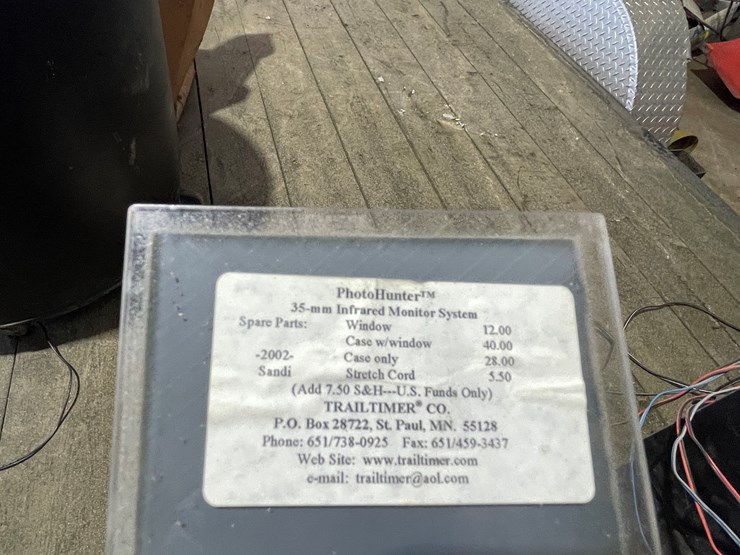 PhotoHunter™
35-mm Infrared Monitor System
Spare Parts: Window 12.00
Case w/window 40.00
-2002- Case only 28.00
Sandi Stretch Cord 5.50
(Add 7.50 S&H---U.S. Funds Only)
TRAILTIMER® CO.
P.O. Box 28722, St. Paul, MN. 55128
Phone: 651/738-0925 Fax: 651/459-3437
Web Site: www.trailtimer.com
e-mail: trailtimer@aol.com